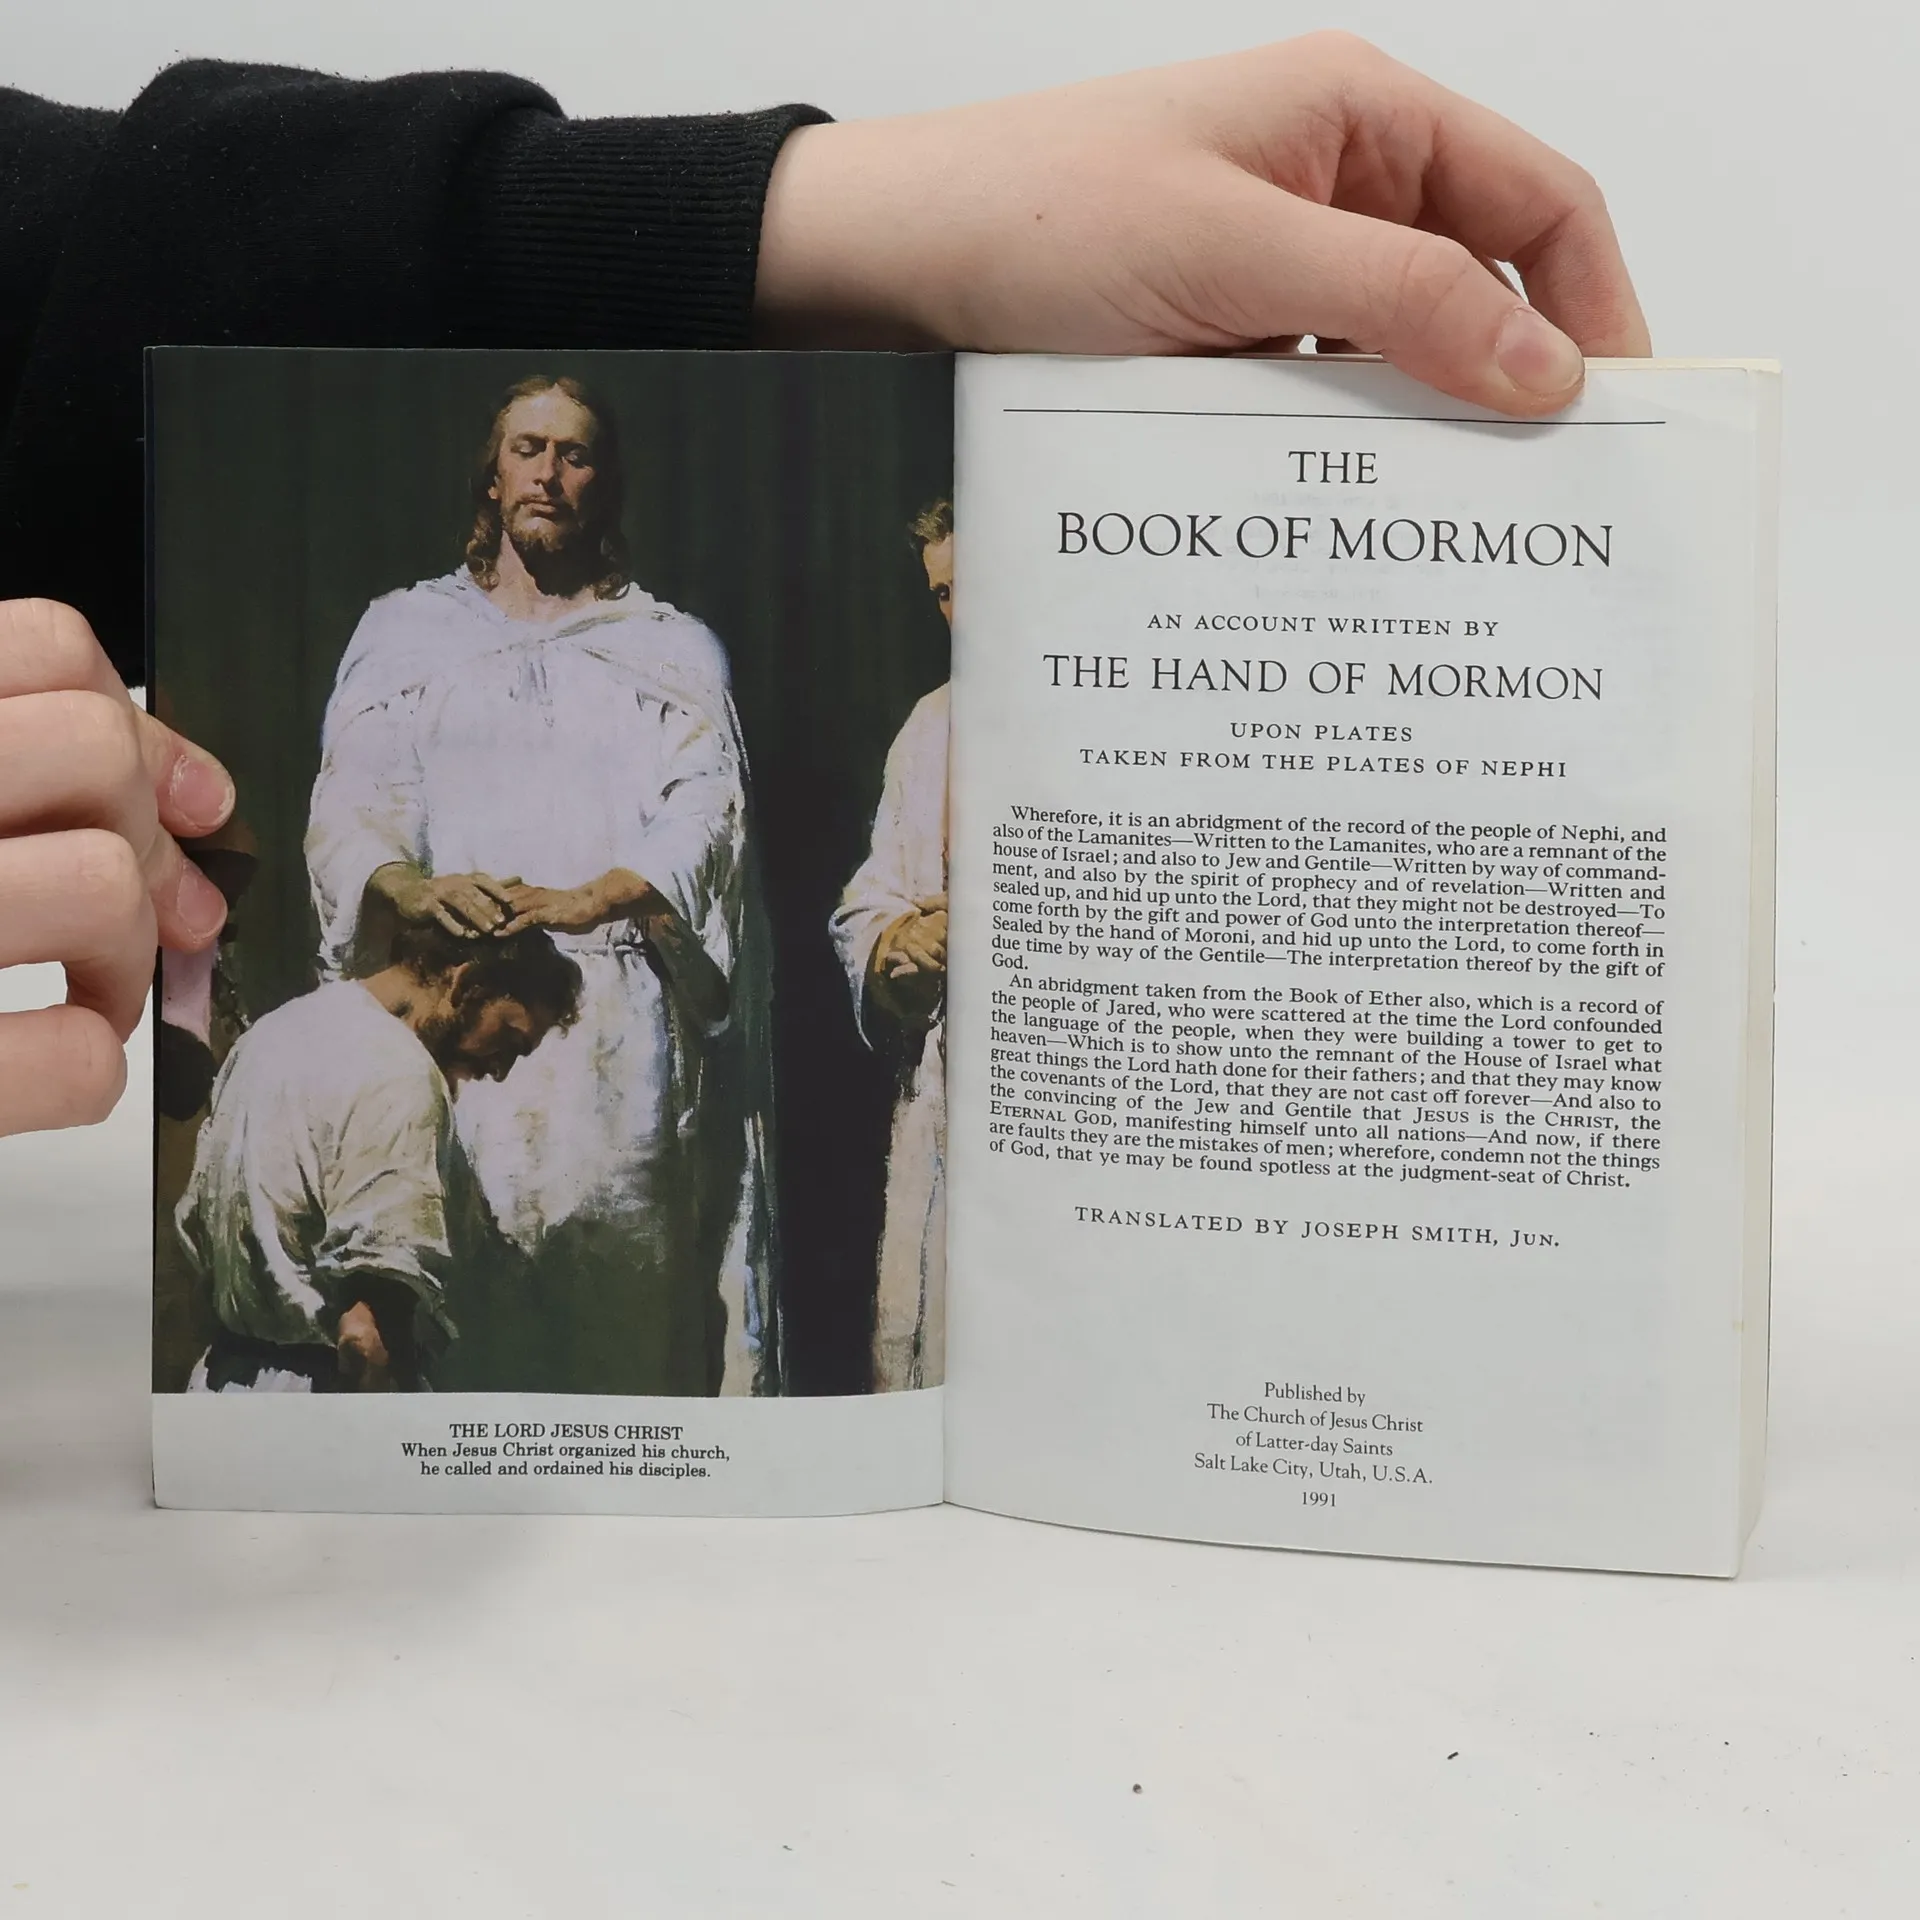 THE LORD JESUS CHRIST
When Jesus Christ organized his church,
he called and ordained his disciples.
THE
BOOK OF MORMON
AN ACCOUNT WRITTEN BY
THE HAND OF MORMON
UPON PLATES
TAKEN FROM THE PLATES OF NEPHI
Wherefore, it is an abridgment of the record of the people of Nephi, and
also of the Lamanites—Written to the Lamanites, who are a remnant of the
house of Israel; and also to Jew and Gentile—Written by way of command-
ment, and also by the spirit of prophecy and of revelation—Written and
sealed up, and hid up unto the Lord, that they might not be destroyed—To
come forth by the gift and power of God unto the interpretation thereof—
Sealed by the hand of Moroni, and hid up unto the Lord, to come forth in
due time by way of the Gentile—The interpretation thereof by the gift of
God.
An abridgment taken from the Book of Ether also, which is a record of
the people of Jared, who were scattered at the time the Lord confounded
the language of the people, when they were building a tower to get to
heaven—Which is to show unto the remnant of the House of Israel what
great things the Lord hath done for their fathers; and that they may know
the covenants of the Lord, that they are not cast off forever—And also to
the convincing of the Jew and Gentile that JESUS is the CHRIST, the
ETERNAL GOD, manifesting himself unto all nations—And now, if there
are faults they are the mistakes of men; wherefore, condemn not the things
of God, that ye may be found spotless at the judgment-seat of Christ.
TRANSLATED BY JOSEPH SMITH, JUN.
Published by
The Church of Jesus Christ
of Latter-day Saints
Salt Lake City, Utah, U.S.A.
1991